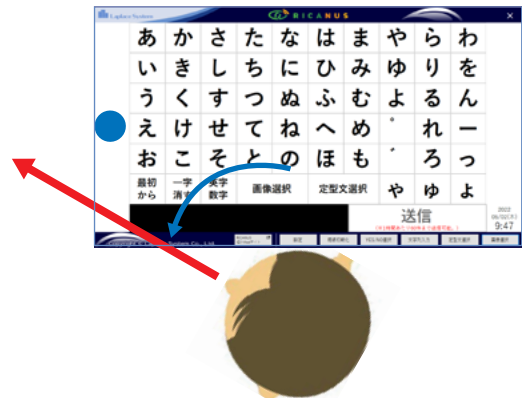 Laplace System
RICANUS
×
あ か さ た な は ま や ら わ
い き し ち に ひ み ゆ り を
う く す つ ぬ ふ む よ る ん
え け せ て ね へ め ゜ れ ー
お こ そ と の ほ も ゛ ろ っ
最初から 一字消す 英字数字 画像選択 定型文選択 ゃ ゅ ょ
送信
2022
9:47